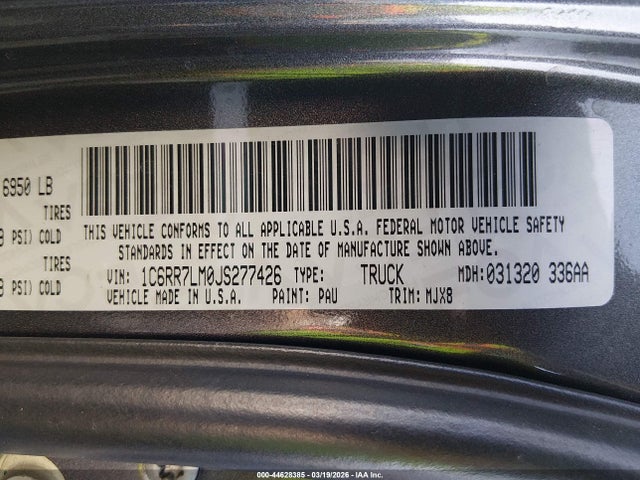 6950 LB
TIRES
PSI) COLD
TIRES
PSI) COLD
THIS VEHICLE CONFORMS TO ALL APPLICABLE U.S.A. FEDERAL MOTOR VEHICLE SAFETY
STANDARDS IN EFFECT ON THE DATE OF MANUFACTURE SHOWN ABOVE.
VIN: 1C6RR7LM0JS277426 TYPE: TRUCK MDH:031320 336AA
VEHICLE MADE IN U.S.A. PAINT: PAU TRIM: MJX8
000-44628385 | 03/19/2026 | IAA Inc.